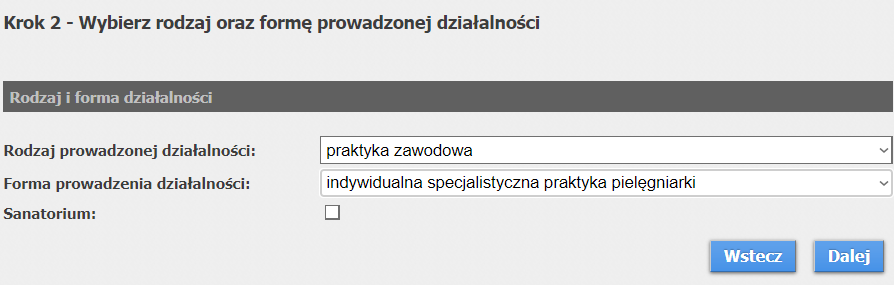 Krok 2 - Wybierz rodzaj oraz formę prowadzonej działalności
Rodzaj i forma działalności
Rodzaj prowadzonej działalności: praktyka zawodowa
Forma prowadzenia działalności: indywidualna specjalistyczna praktyka pielęgniarki
Sanatorium:
Wstecz Dalej